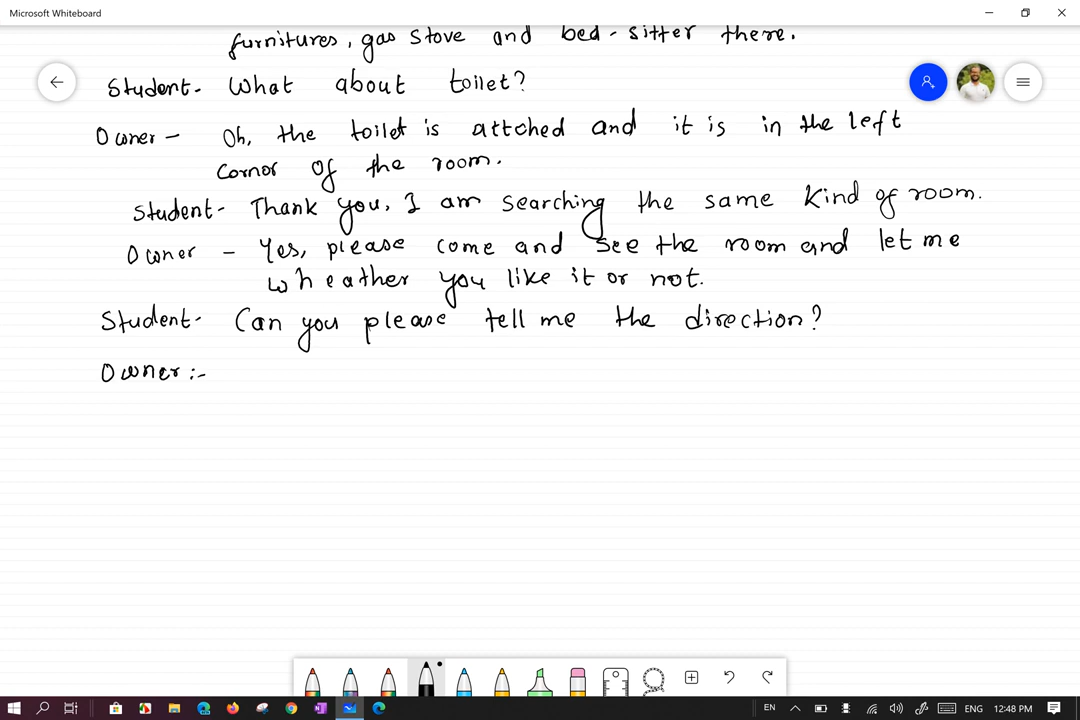 Microsoft Whiteboard
furnitures, gas stove and bed-sitter there.
Student- What about toilet?
Owner - Oh, the toilet is attched and it is in the left
cornor of the room.
Student- Thank you, I am searching the same kind of room.
Owner - Yes, please come and see the room and let me
wheather you like it or not.
Student- Can you please tell me the direction?
Owner :-
EN
ENG
12:48 PM